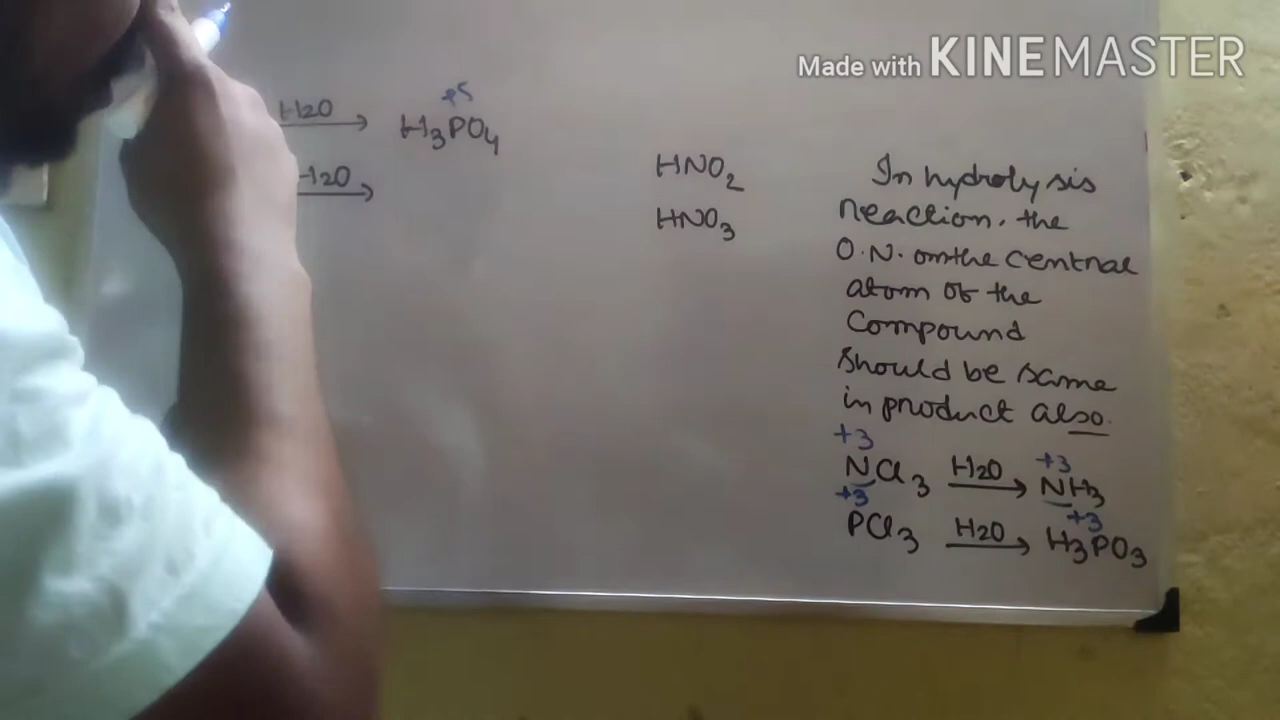 Made with KINEMASTER
+5
H2O → H3PO4
H2O →
HNO2
HNO3
In hydrolysis
reaction, the
O.N. on the central
atom of the
Compound
should be same
in product also.
+3 +3
NCl3 H2O → NH3
+3 +3
PCl3 H2O → H3PO3